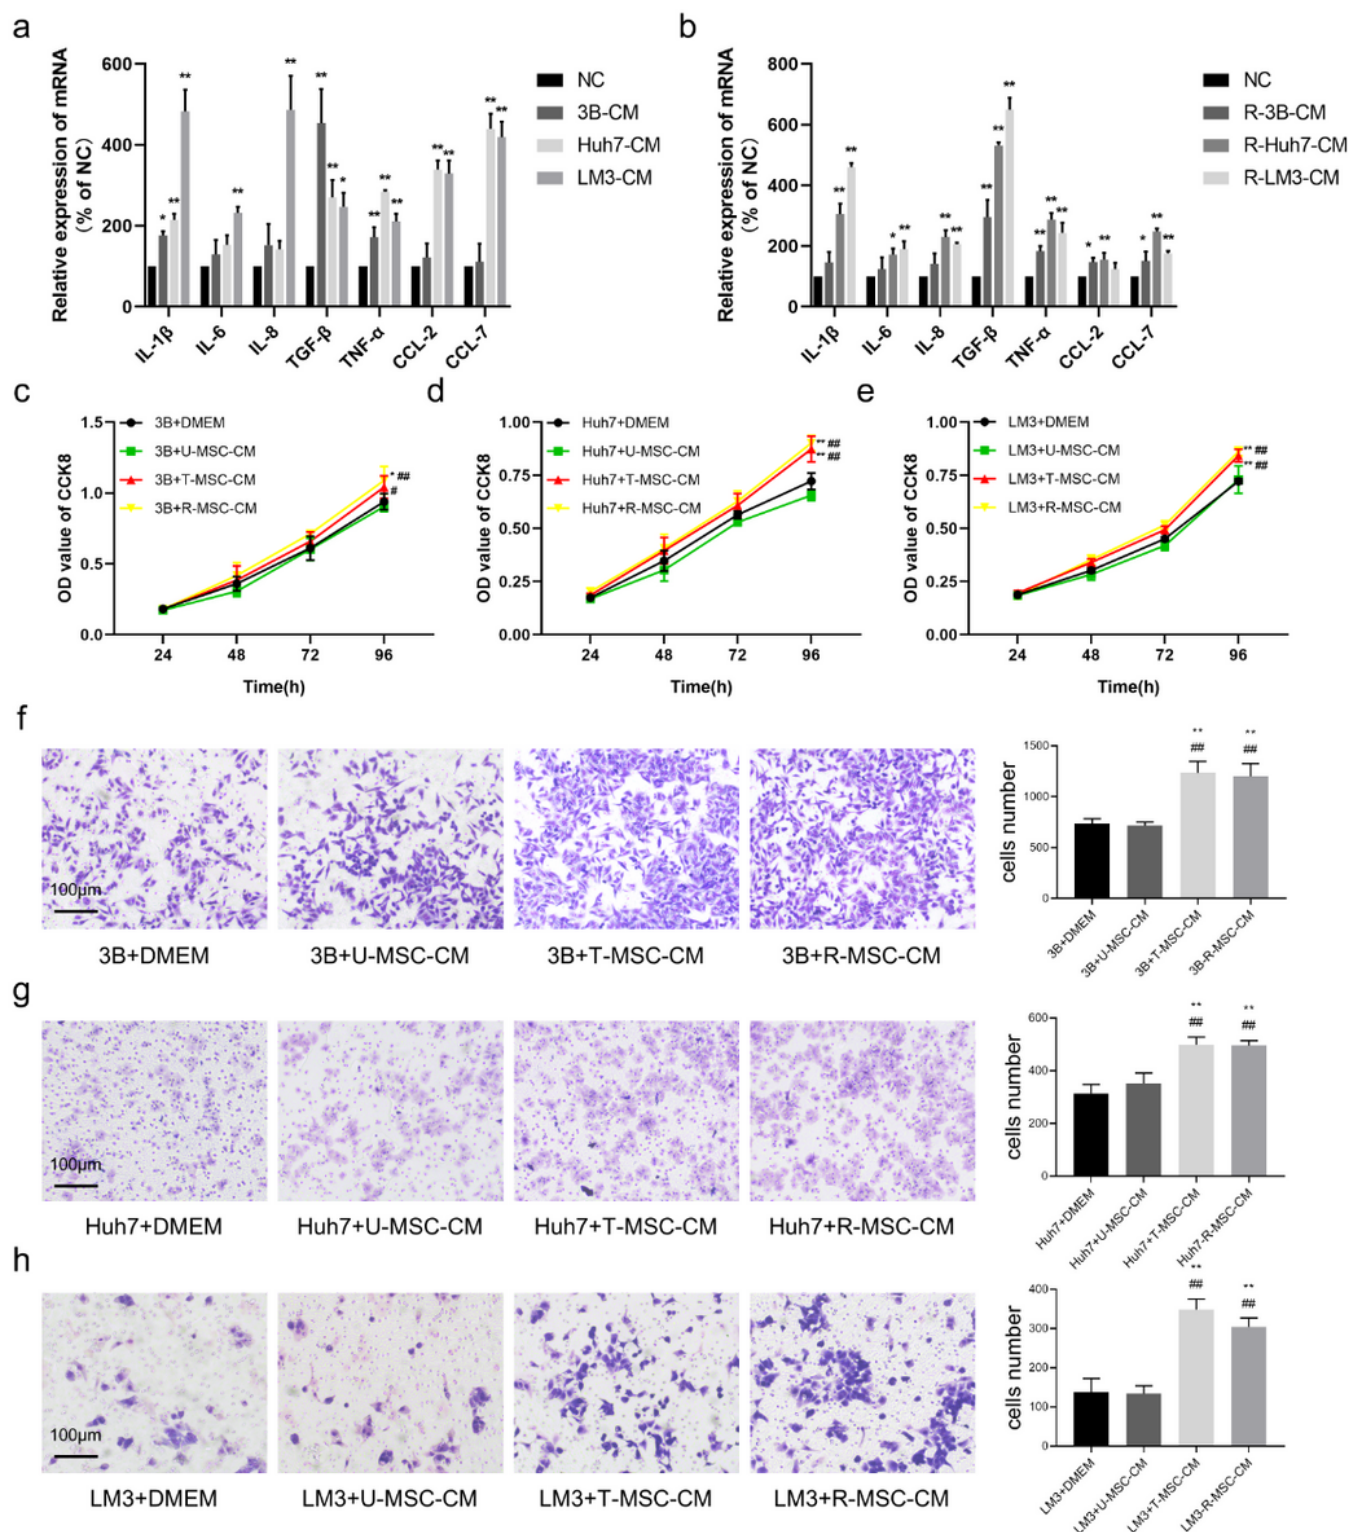 a
Relative expression of mRNA
(% of NC)
600
400
200
0
* ** **
**
**
** ** *
** ** **
** **
** **
IL-1β IL-6 IL-8 TGF-β TNF-α CCL-2 CCL-7
NC
3B-CM
Huh7-CM
LM3-CM
b
Relative expression of mRNA
(% of NC)
800
600
400
200
0
** **
* **
** **
** ** **
** ** **
* **
* ** **
IL-1β IL-6 IL-8 TGF-β TNF-α CCL-2 CCL-7
NC
R-3B-CM
R-Huh7-CM
R-LM3-CM
c
OD value of CCK8
1.5
1.0
0.5
0.0
3B+DMEM
3B+U-MSC-CM
3B+T-MSC-CM
3B+R-MSC-CM
* ##
#
24 48 72 96
Time(h)
d
OD value of CCK8
1.00
0.75
0.50
0.25
0.00
Huh7+DMEM
Huh7+U-MSC-CM
Huh7+T-MSC-CM
Huh7+R-MSC-CM
** ##
** ##
24 48 72 96
Time(h)
e
OD value of CCK8
1.00
0.75
0.50
0.25
0.00
LM3+DMEM
LM3+U-MSC-CM
LM3+T-MSC-CM
LM3+R-MSC-CM
** ##
** ##
24 48 72 96
Time(h)
f
100μm
3B+DMEM
3B+U-MSC-CM
3B+T-MSC-CM
3B+R-MSC-CM
cells number
1500
1000
500
0
** **
## ##
3B+DMEM
3B+U-MSC-CM
3B+T-MSC-CM
3B-R-MSC-CM
g
100μm
Huh7+DMEM
Huh7+U-MSC-CM
Huh7+T-MSC-CM
Huh7+R-MSC-CM
cells number
600
400
200
0
** **
## ##
Huh7+DMEM
Huh7+U-MSC-CM
Huh7+T-MSC-CM
Huh7-R-MSC-CM
h
100μm
LM3+DMEM
LM3+U-MSC-CM
LM3+T-MSC-CM
LM3+R-MSC-CM
cells number
400
300
200
100
0
** **
## ##
LM3+DMEM
LM3+U-MSC-CM
LM3+T-MSC-CM
LM3-R-MSC-CM